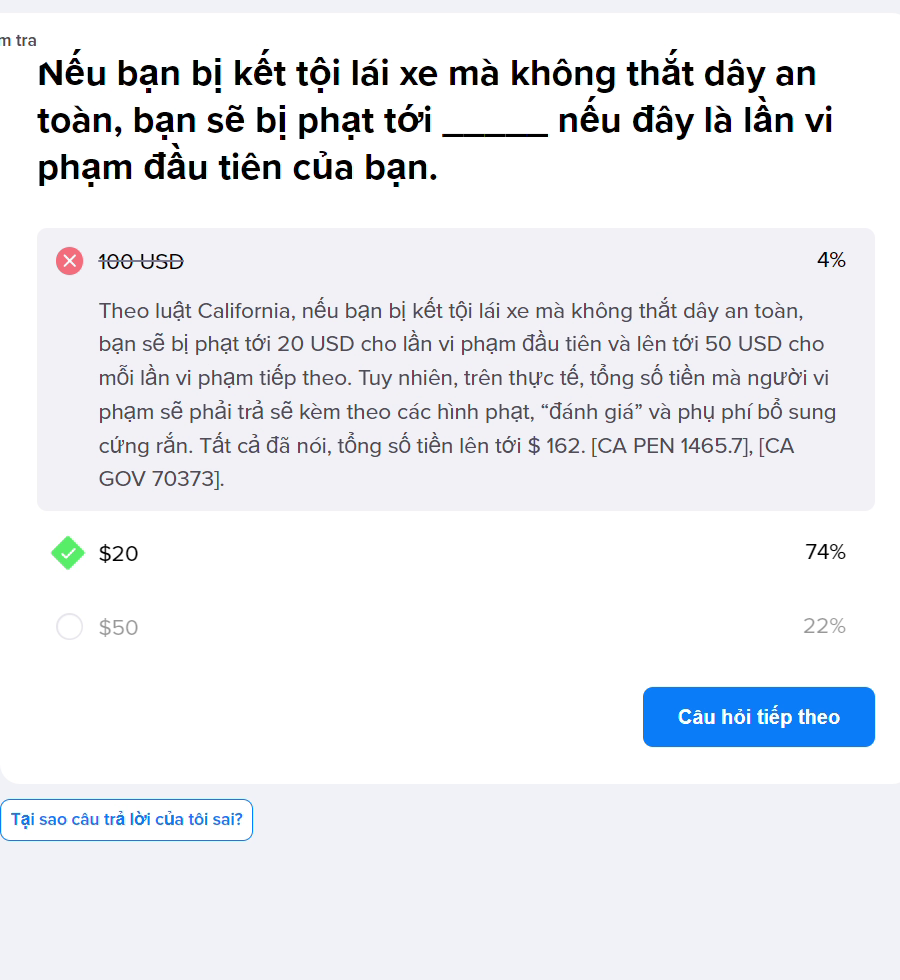 m tra
Nếu bạn bị kết tội lái xe mà không thắt dây an
toàn, bạn sẽ bị phạt tới _____ nếu đây là lần vi
phạm đầu tiên của bạn.
100 USD 4%
Theo luật California, nếu bạn bị kết tội lái xe mà không thắt dây an toàn,
bạn sẽ bị phạt tới 20 USD cho lần vi phạm đầu tiên và lên tới 50 USD cho
mỗi lần vi phạm tiếp theo. Tuy nhiên, trên thực tế, tổng số tiền mà người vi
phạm sẽ phải trả sẽ kèm theo các hình phạt, “đánh giá” và phụ phí bổ sung
cứng rắn. Tất cả đã nói, tổng số tiền lên tới $ 162. [CA PEN 1465.7], [CA
GOV 70373].
$20 74%
$50 22%
Câu hỏi tiếp theo
Tại sao câu trả lời của tôi sai?